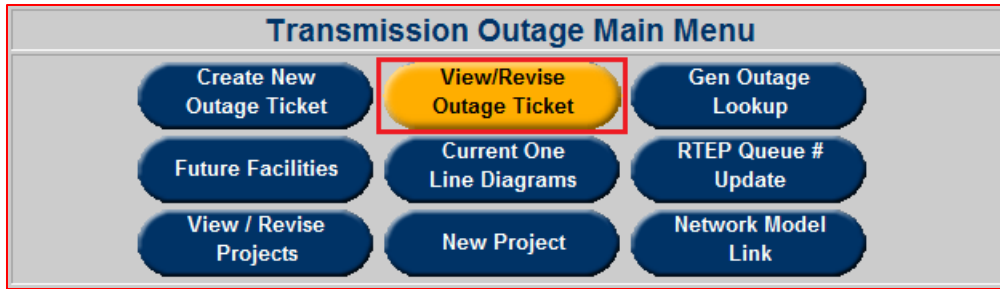 Transmission Outage Main Menu
Create New
Outage Ticket
View/Revise
Outage Ticket
Gen Outage
Lookup
Future Facilities
Current One
Line Diagrams
RTEP Queue #
Update
View / Revise
Projects
New Project
Network Model
Link